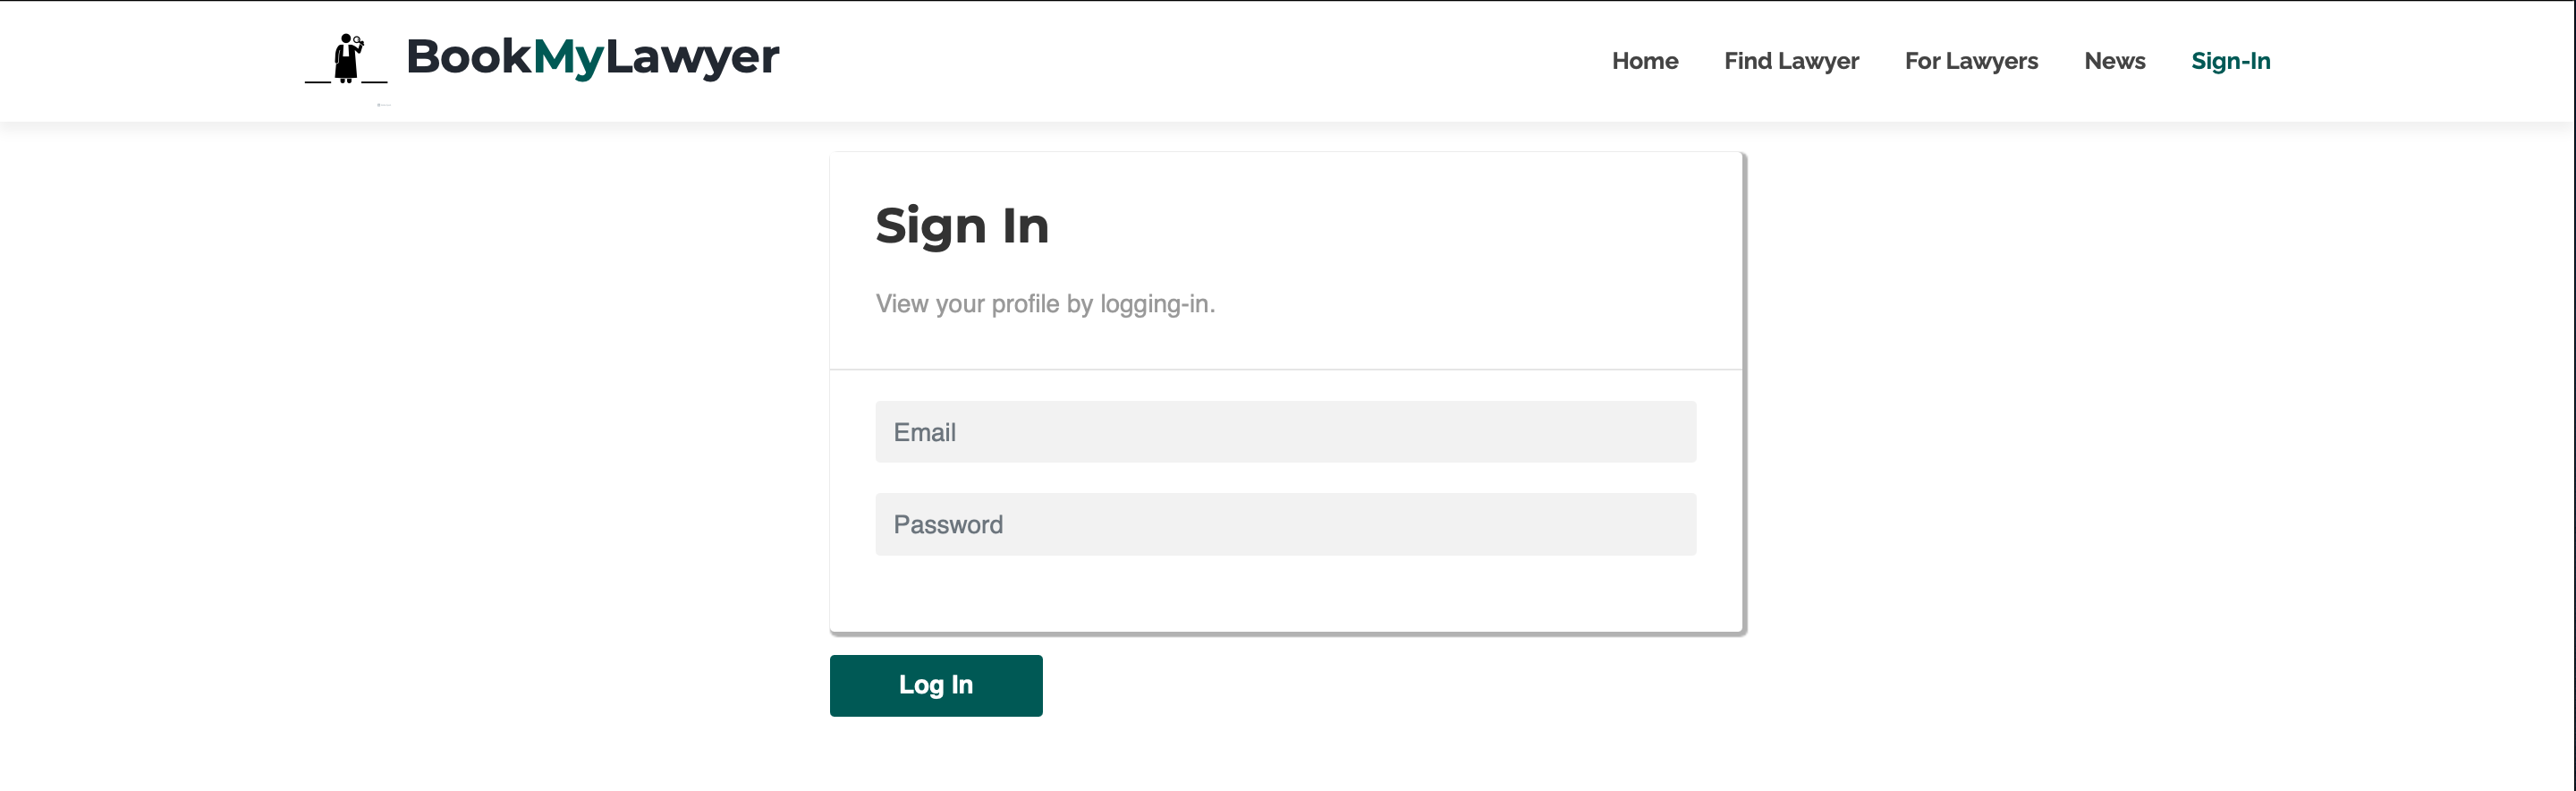 BookMyLawyer
Home Find Lawyer For Lawyers News Sign-In
Sign In
View your profile by logging-in.
Email
Password
Log In